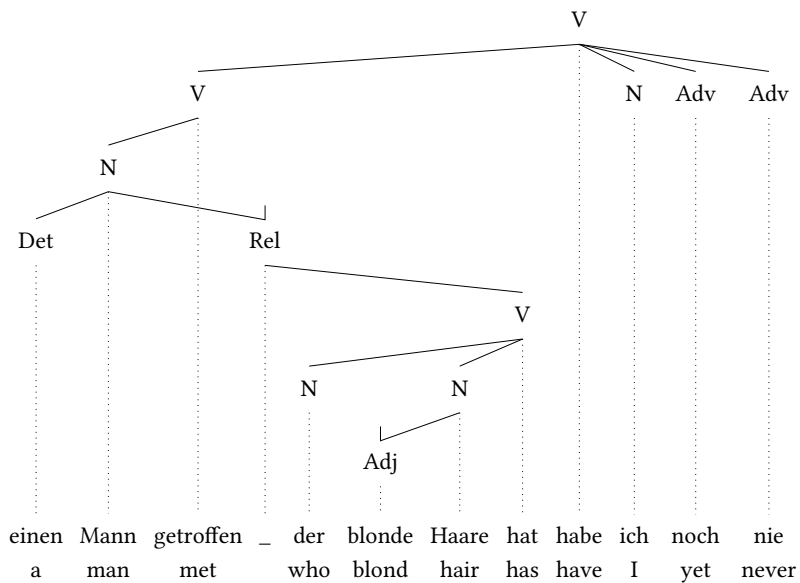 V
V N Adv Adv
N
Det Rel
V
N N
Adj
einen Mann getroffen _ der blonde Haare hat habe ich noch nie
a man met who blond hair has have I yet never